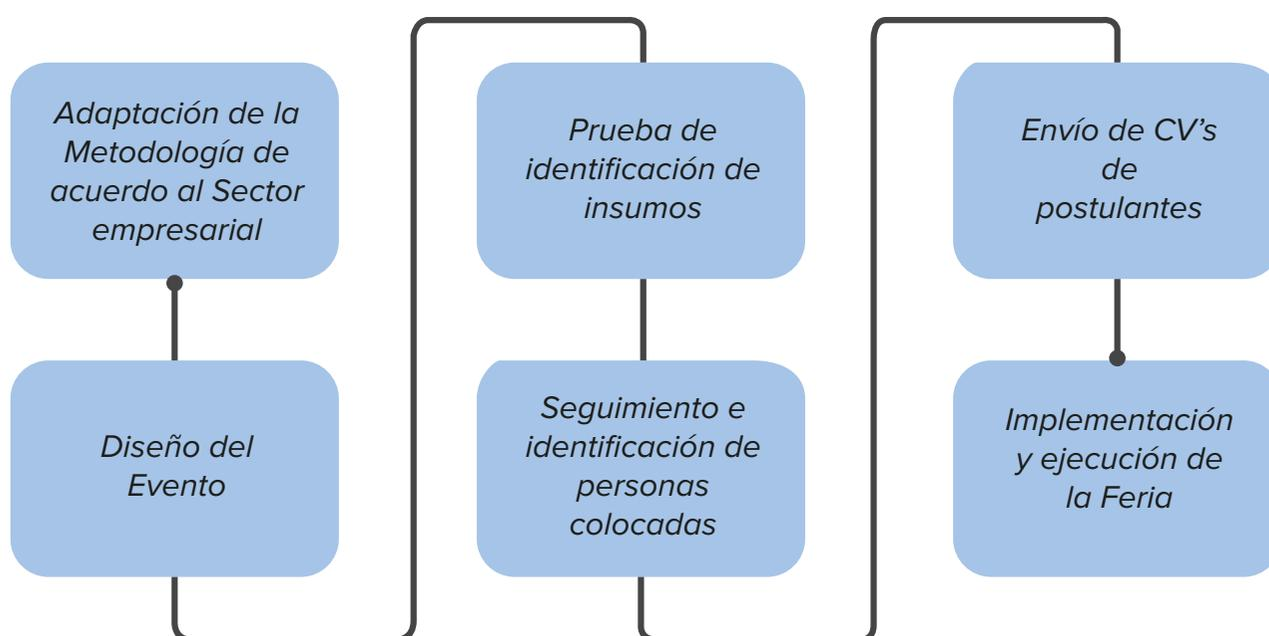 Adaptación de la
Metodología de
acuerdo al Sector
empresarial
Diseño del
Evento
Prueba de
identificación de
insumos
Seguimiento e
identificación de
personas
colocadas
Envío de CV’s
de
postulantes
Implementación
y ejecución de
la Feria